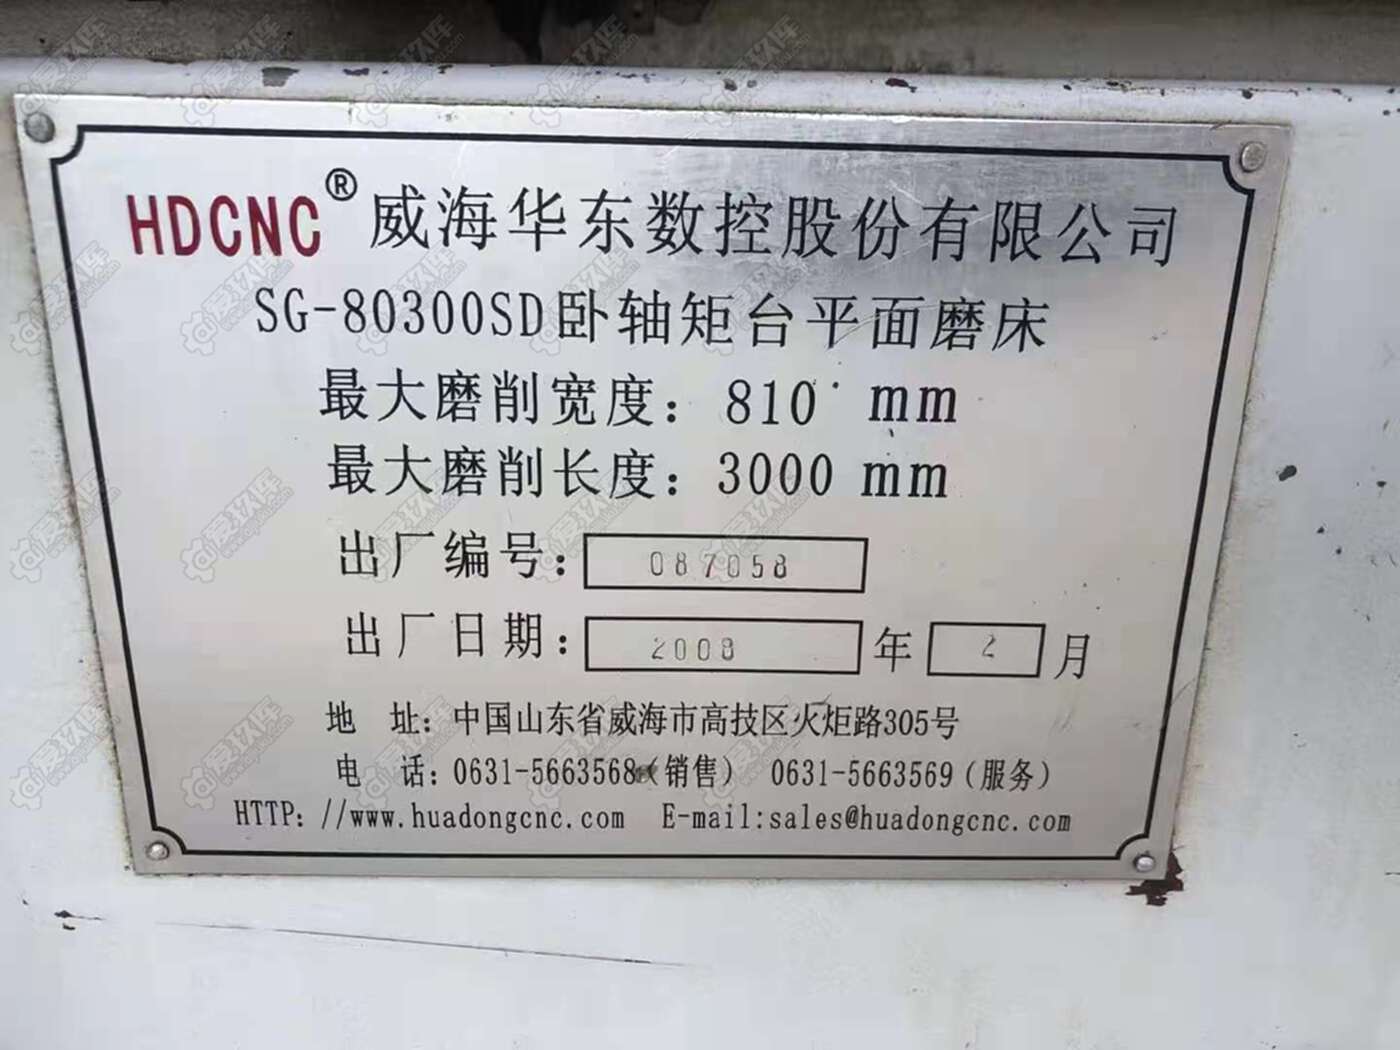 HDCNC® 威海华东数控股份有限公司
SG-80300SD卧轴矩台平面磨床
最大磨削宽度：810 mm
最大磨削长度：3000 mm
出厂编号：087058
出厂日期：2008年2月
地 址：中国山东省威海市高技区火炬路305号
电 话：0631-5663568（销售） 0631-5663569（服务）
HTTP：//www.huadongcnc.com E-mail:sales@huadongcnc.com